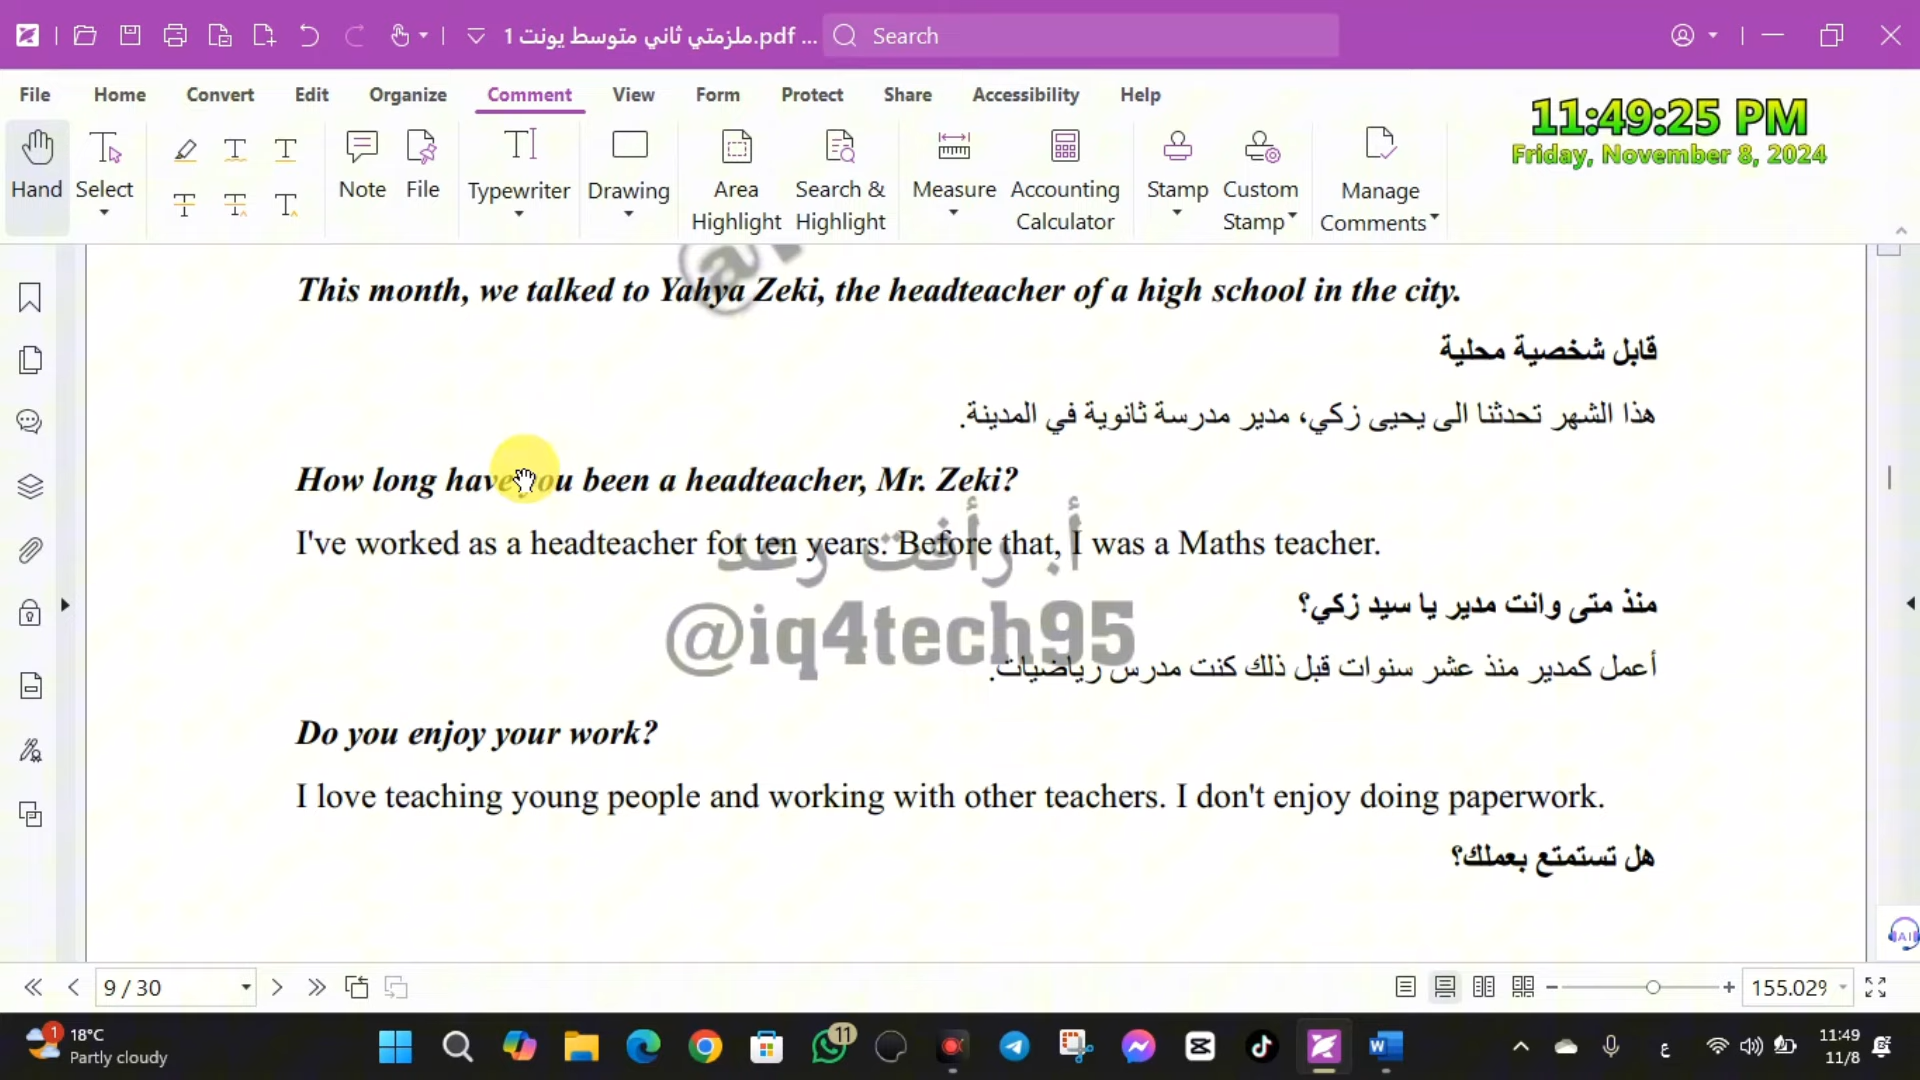 ملزمتي ثاني متوسط يونت 1.pdf ...
Search
File Home Convert Edit Organize Comment View Form Protect Share Accessibility Help
11:49:25 PM
Friday, November 8, 2024
Hand Select Note File Typewriter Drawing Area Highlight Search & Highlight Measure Accounting Calculator Stamp Custom Stamp Manage Comments
This month, we talked to Yahya Zeki, the headteacher of a high school in the city.
قابل شخصية محلية
هذا الشهر تحدثنا الى يحيى زكي، مدير مدرسة ثانوية في المدينة.
How long have you been a headteacher, Mr. Zeki?
I've worked as a headteacher for ten years. Before that, I was a Maths teacher.
أ. رأفت رعد
منذ متى وانت مدير يا سيد زكي؟
@iq4tech95
أعمل كمدير منذ عشر سنوات قبل ذلك كنت مدرس رياضيات.
Do you enjoy your work?
I love teaching young people and working with other teachers. I don't enjoy doing paperwork.
هل تستمتع بعملك؟
AI
9 / 30
155.029
1
18°C
Partly cloudy
11
W
ع
11:49
11/8